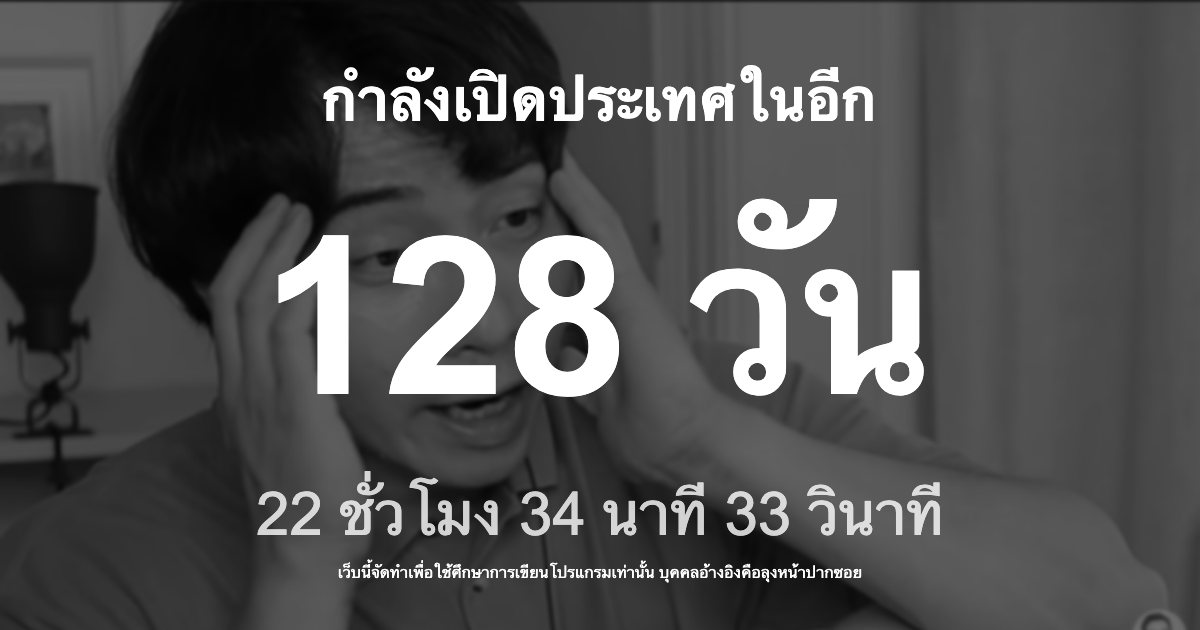 กำลังเปิดประเทศในอีก
128 วัน
22 ชั่วโมง 34 นาที 33 วินาที
เว็บนี้จัดทำเพื่อใช้ศึกษาการเขียนโปรแกรมเท่านั้น บุคคลอ้างอิงคือลุงหน้าปากซอย